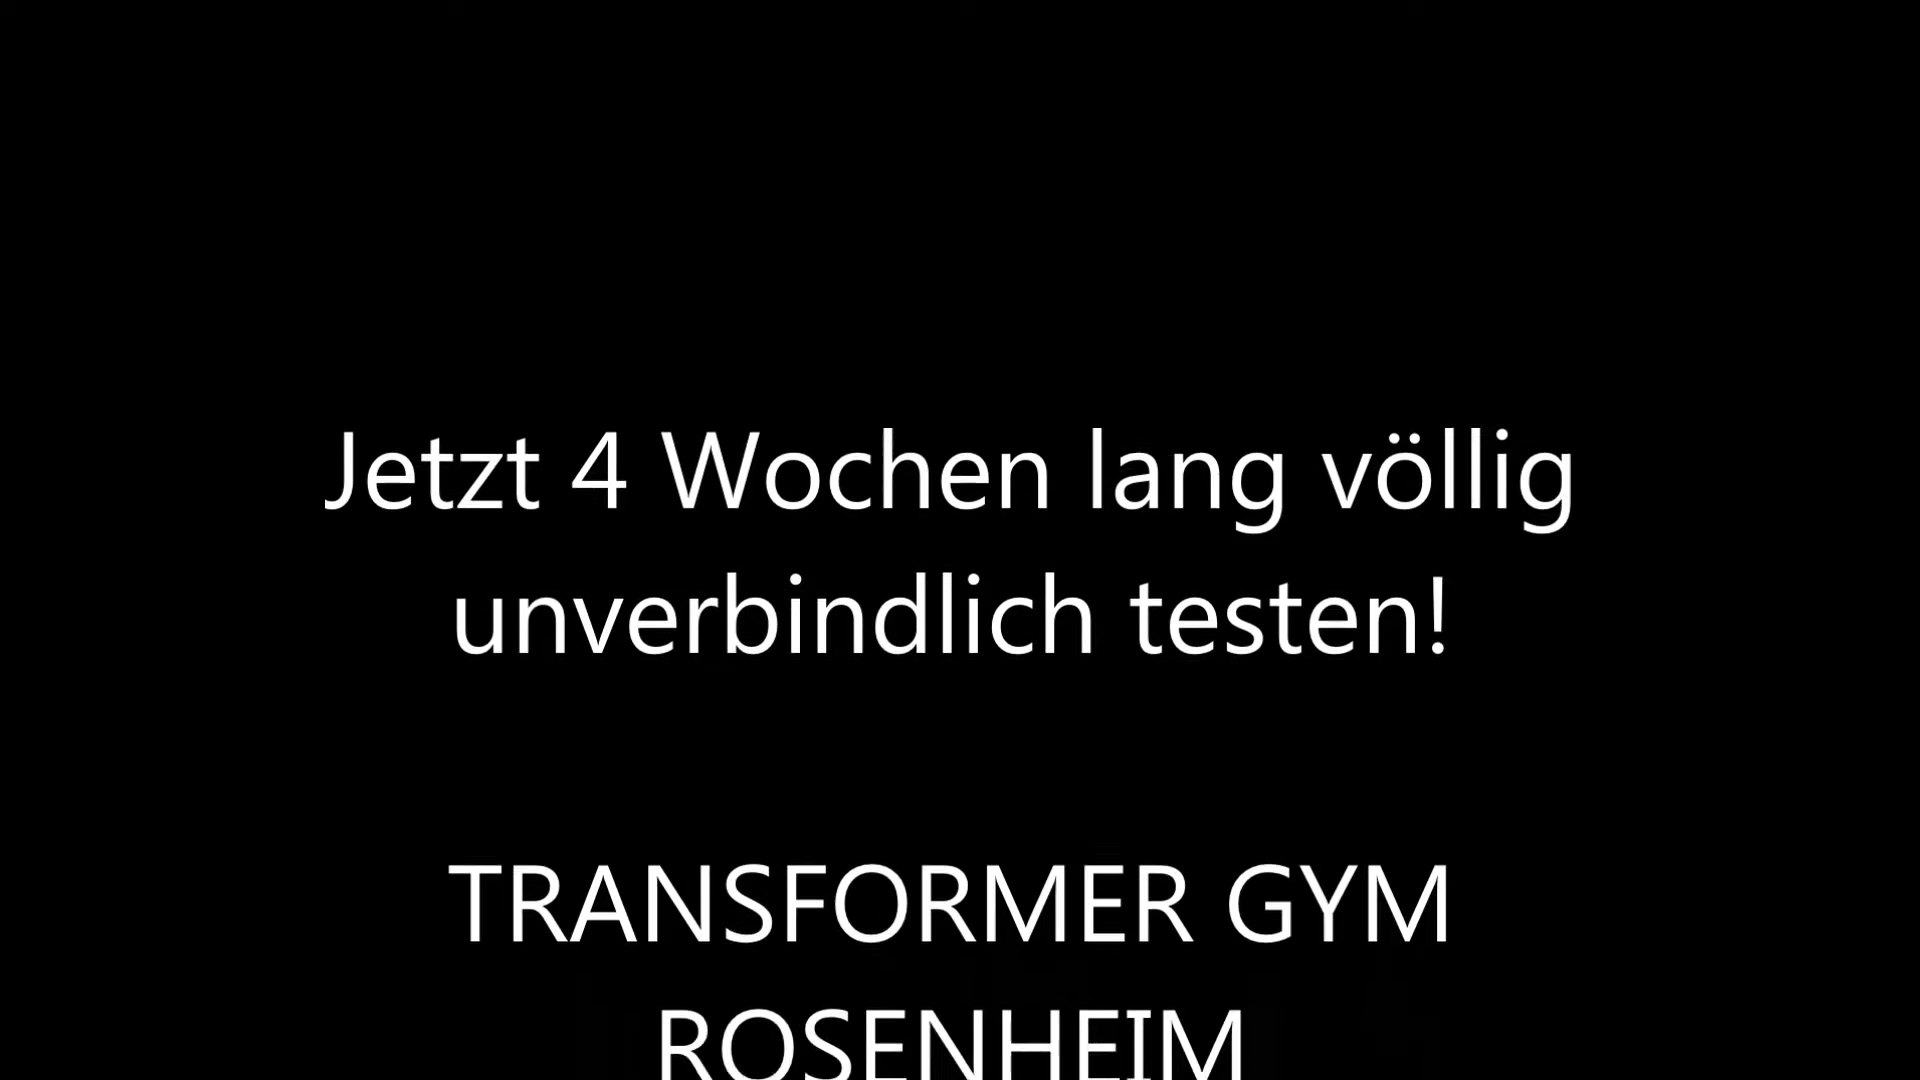 Jetzt 4 Wochen lang völlig
unverbindlich testen!
TRANSFORMER GYM
ROSENHEIM